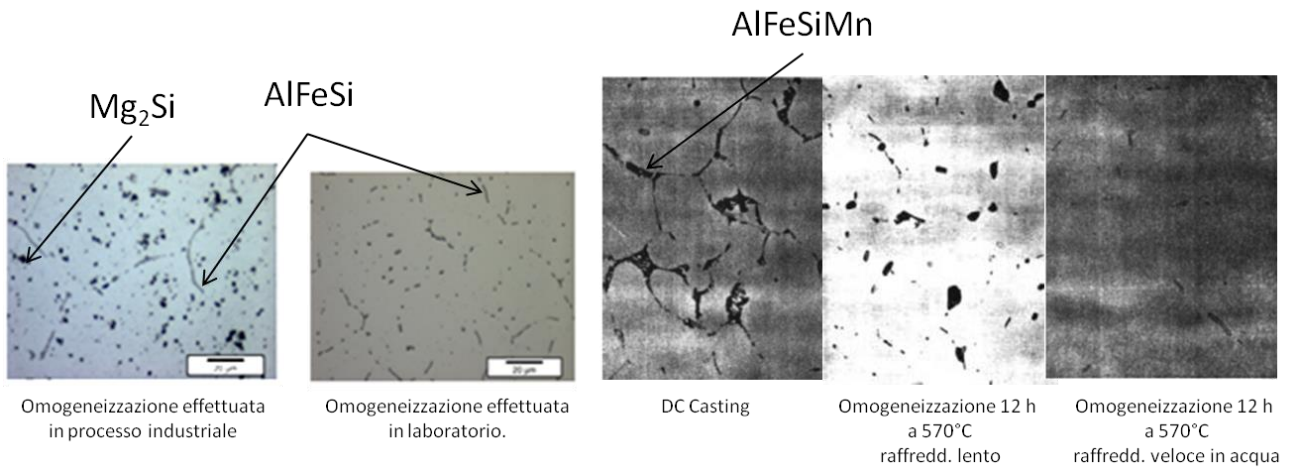 AlFeSiMn
AlFeSi
Mg₂Si
20 µm
Omogeneizzazione effettuata
in processo industriale
Omogeneizzazione effettuata
in laboratorio.
DC Casting
Omogeneizzazione 12 h
a 570°C
raffredd. lento
Omogeneizzazione 12 h
a 570°C
raffredd. veloce in acqua